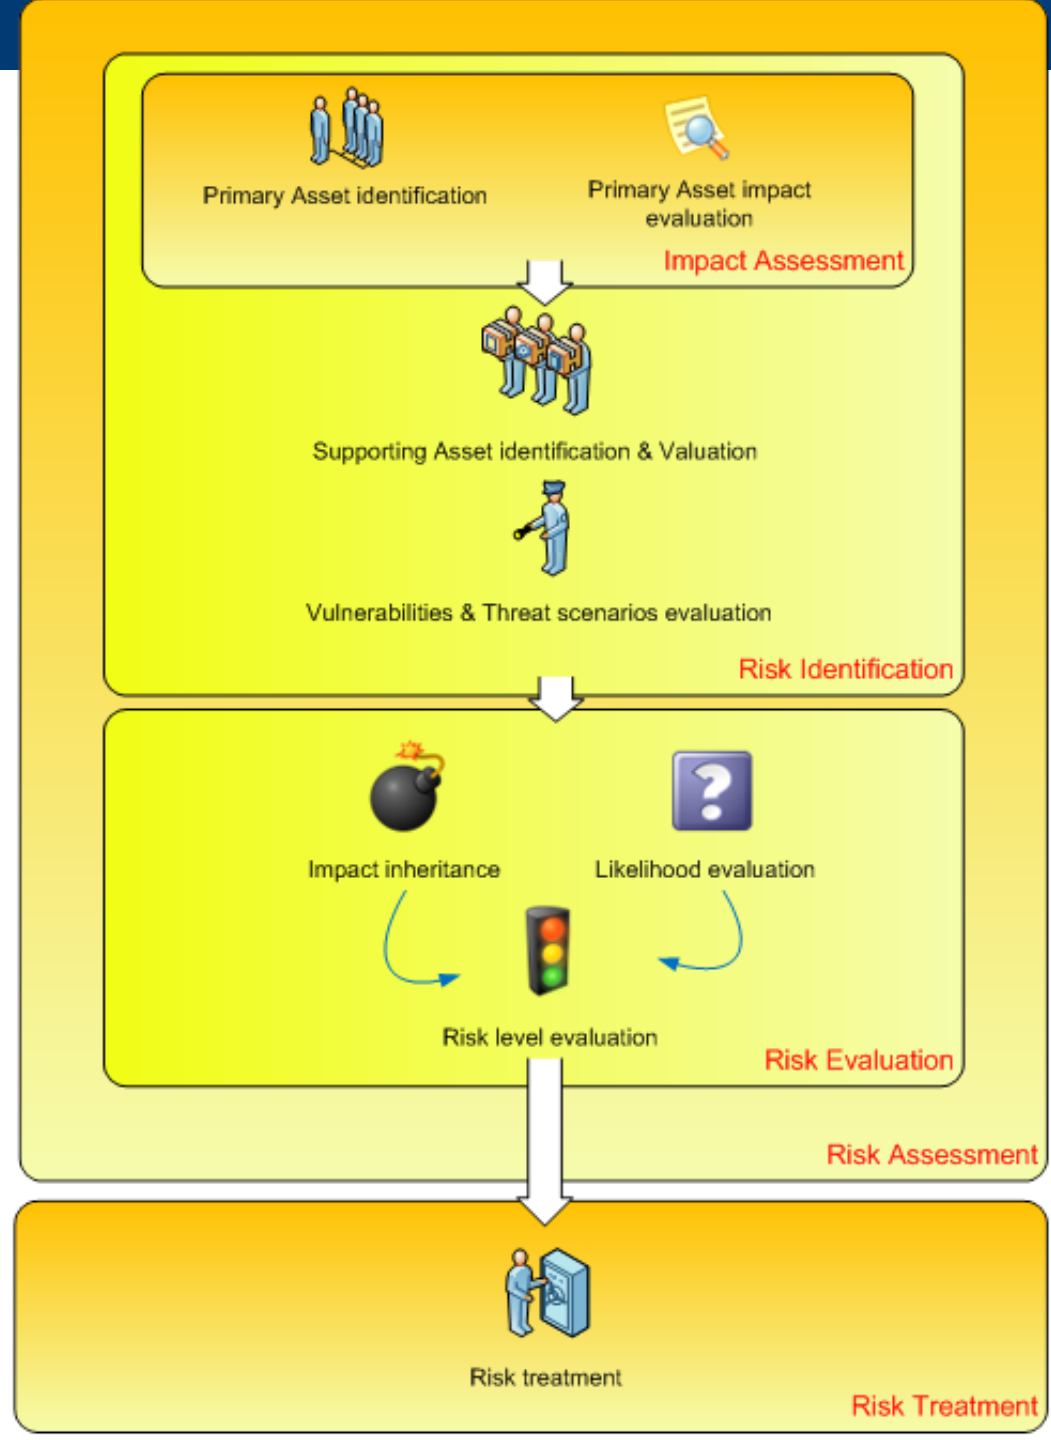 Primary Asset identification
Primary Asset impact
evaluation
Impact Assessment
Supporting Asset identification & Valuation
Vulnerabilities & Threat scenarios evaluation
Risk Identification
?
Impact inheritance
Likelihood evaluation
Risk level evaluation
Risk Evaluation
Risk Assessment
Risk treatment
Risk Treatment